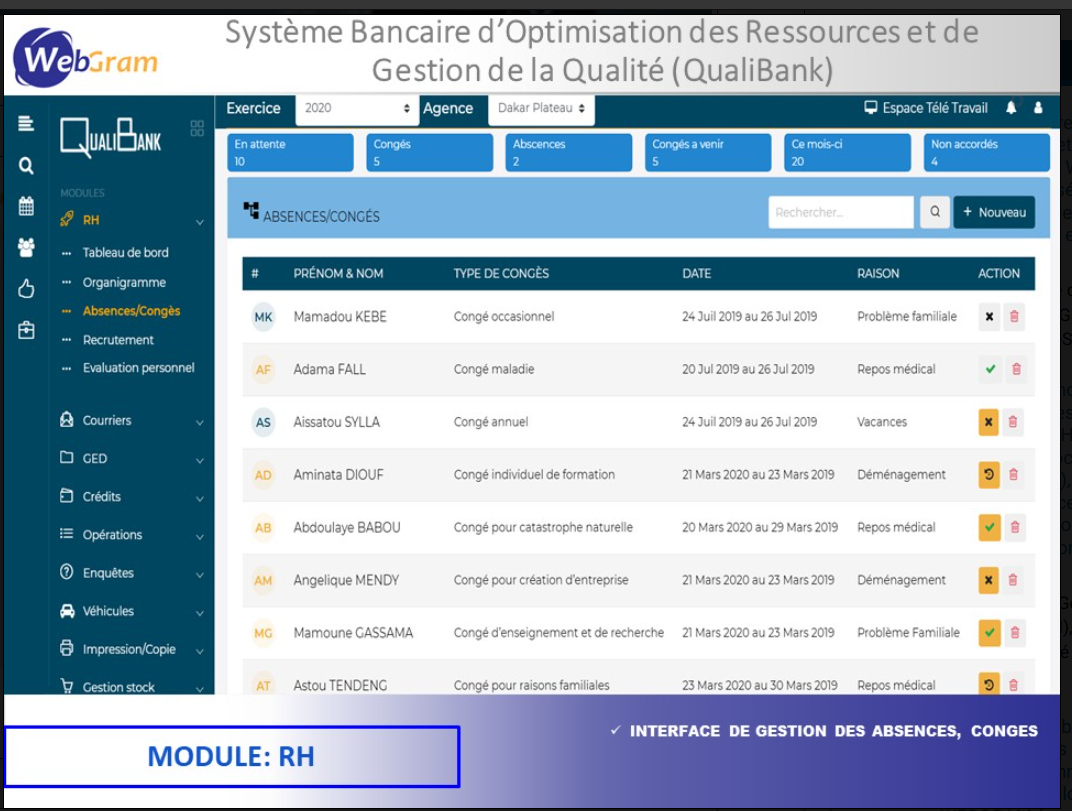 WebGram
Système Bancaire d’Optimisation des Ressources et de
Gestion de la Qualité (QualiBank)
Exercice 2020 Agence Dakar Plateau Espace Télé Travail
QUALIBANK
En attente Congés Abscences Congés a venir Ce mois-ci Non accordés
10 5 2 5 20 4
MODULES
RH
Tableau de bord
Organigramme
Absences/Congès
Recrutement
Evaluation personnel
Courriers
GED
Crédits
Opérations
Enquêtes
Véhicules
Impression/Copie
Gestion stock
ABSENCES/CONGÉS Rechercher... + Nouveau
# PRÉNOM & NOM TYPE DE CONGÈS DATE RAISON ACTION
MK Mamadou KEBE Congé occasionnel 24 Juil 2019 au 26 Jul 2019 Problème familiale
AF Adama FALL Congé maladie 20 Jul 2019 au 26 Jul 2019 Repos médical
AS Aissatou SYLLA Congé annuel 24 Juil 2019 au 26 Jul 2019 Vacances
AD Aminata DIOUF Congé individuel de formation 21 Mars 2020 au 23 Mars 2019 Déménagement
AB Abdoulaye BABOU Congé pour catastrophe naturelle 20 Mars 2020 au 29 Mars 2019 Repos médical
AM Angelique MENDY Congé pour création d'entreprise 21 Mars 2020 au 23 Mars 2019 Déménagement
MG Mamoune GASSAMA Congé d'enseignement et de recherche 21 Mars 2020 au 23 Mars 2019 Problème Familiale
AT Astou TENDENG Congé pour raisons familiales 23 Mars 2020 au 30 Mars 2019 Repos médical
✓ INTERFACE DE GESTION DES ABSENCES, CONGES
MODULE: RH